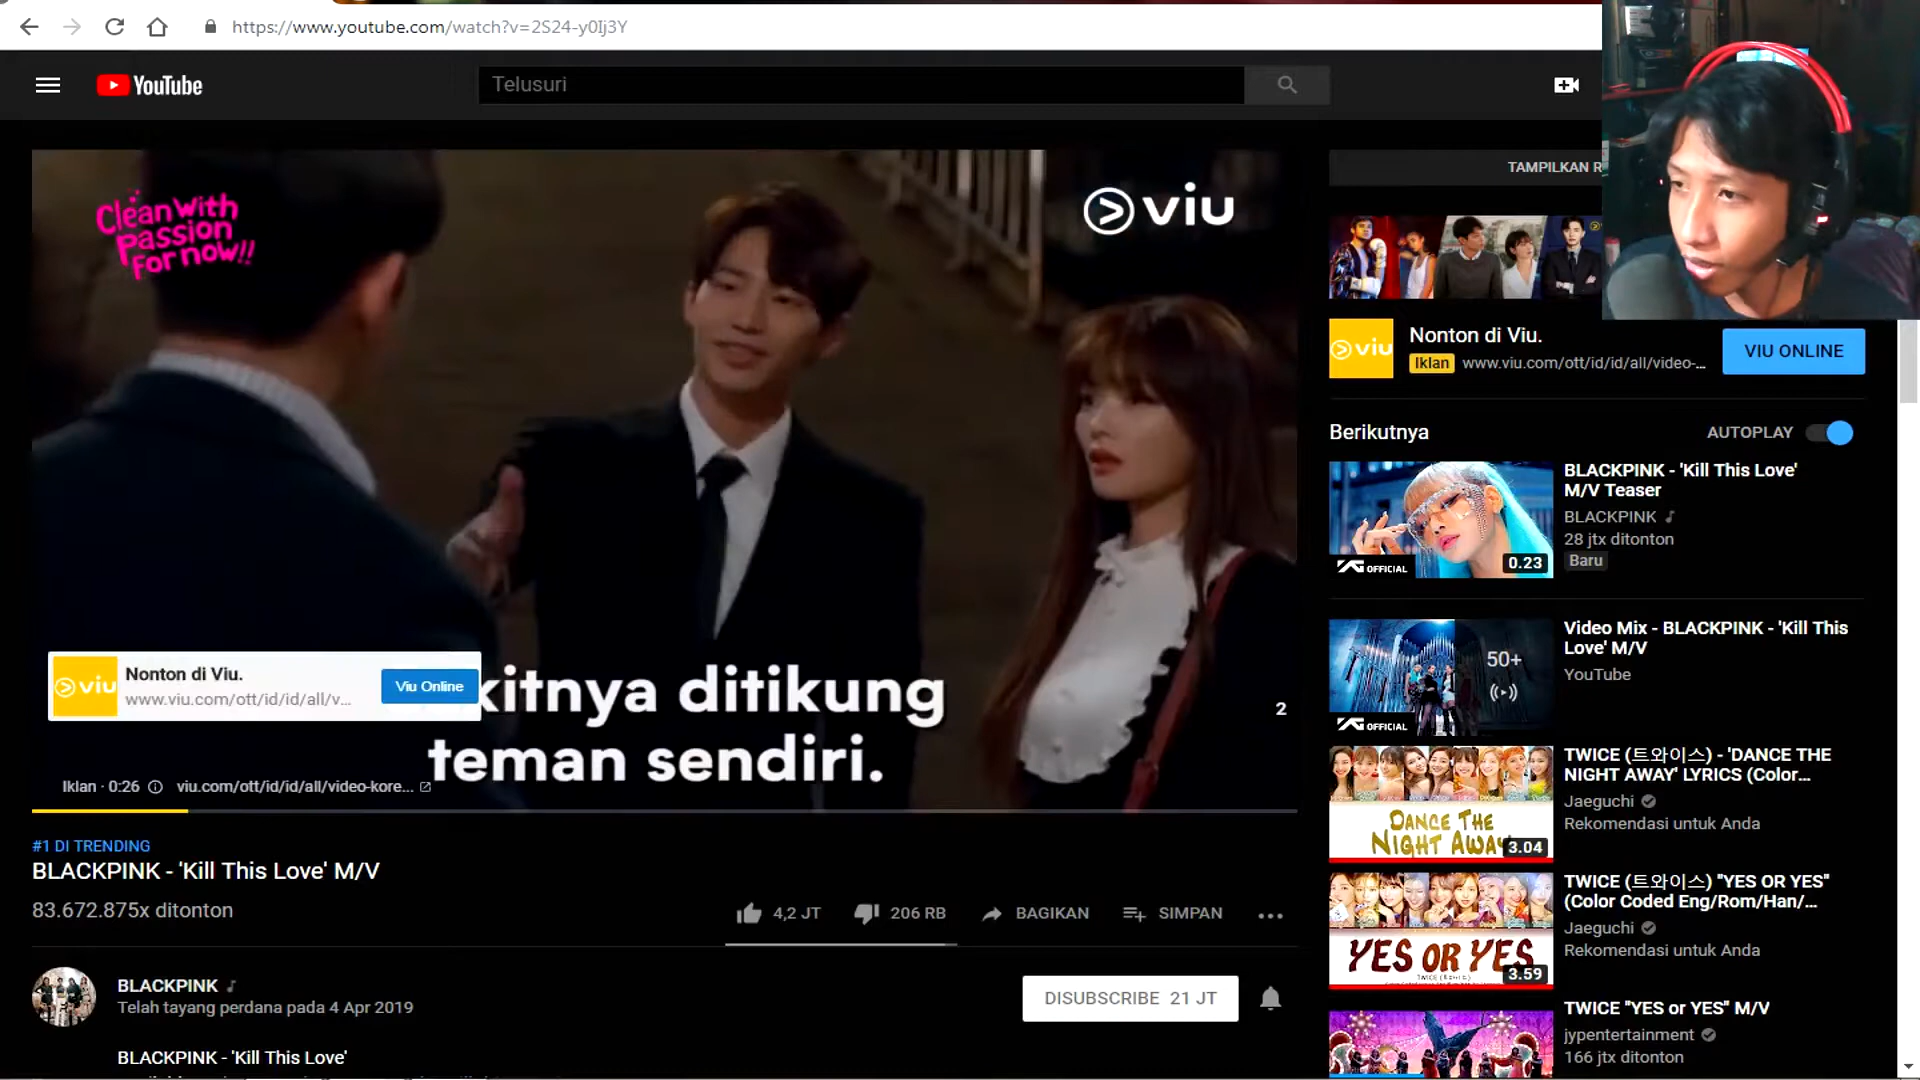 https://www.youtube.com/watch?v=2S24-y0Ij3Y
YouTube
Telusuri
Clean With
Passion
For now!!
viu
TAMPILKAN R
viu
Nonton di Viu.
Iklan www.viu.com/ott/id/id/all/video-...
VIU ONLINE
Berikutnya
AUTOPLAY
BLACKPINK - 'Kill This Love'
M/V Teaser
BLACKPINK
28 jtx ditonton
Baru
YG OFFICIAL
0.23
Video Mix - BLACKPINK - 'Kill This
Love' M/V
YouTube
50+
YG OFFICIAL
TWICE (트와이스) - 'DANCE THE
NIGHT AWAY' LYRICS (Color...
Jaeguchi
Rekomendasi untuk Anda
DANCE THE
NIGHT AWAY
3.04
TWICE (트와이스) "YES OR YES"
(Color Coded Eng/Rom/Han/...
Jaeguchi
Rekomendasi untuk Anda
YES OR YES
3.59
TWICE "YES or YES" M/V
jypentertainment
166 jtx ditonton
viu
Nonton di Viu.
www.viu.com/ott/id/id/all/v...
Viu Online
kitnya ditikung
teman sendiri.
2
Iklan · 0:26 viu.com/ott/id/id/all/video-kore...
#1 DI TRENDING
BLACKPINK - 'Kill This Love' M/V
83.672.875x ditonton
4,2 JT
206 RB
BAGIKAN
SIMPAN
BLACKPINK
Telah tayang perdana pada 4 Apr 2019
DISUBSCRIBE 21 JT
BLACKPINK - 'Kill This Love'